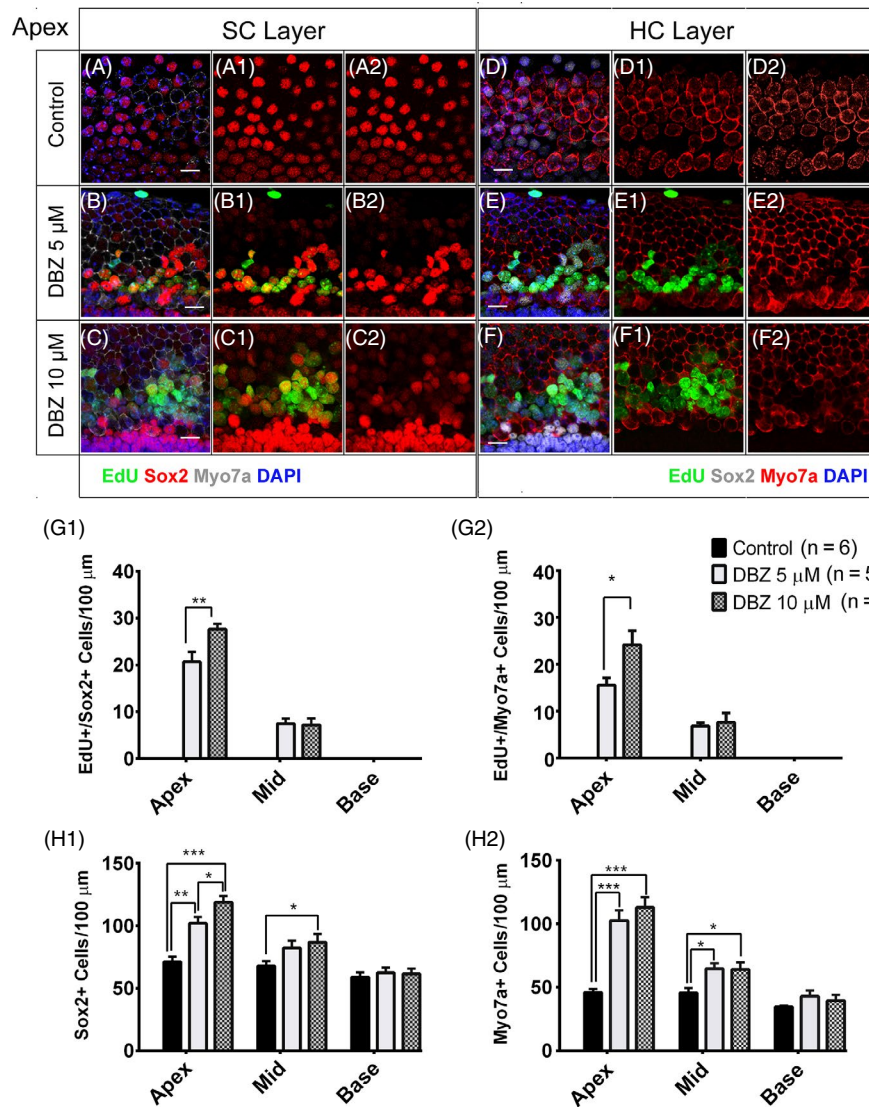 Apex
SC Layer
HC Layer
Control
(A)
(A1)
(A2)
(D)
(D1)
(D2)
DBZ 5 µM
(B)
(B1)
(B2)
(E)
(E1)
(E2)
DBZ 10 µM
(C)
(C1)
(C2)
(F)
(F1)
(F2)
EdU Sox2 Myo7a DAPI
EdU Sox2 Myo7a DAPI
(G1)
EdU+/Sox2+ Cells/100 µm
40
30
20
10
0
**
Apex
Mid
Base
(G2)
EdU+/Myo7a+ Cells/100 µm
40
30
20
10
0
*
Apex
Mid
Base
Control (n = 6)
DBZ 5 µM (n = 5
DBZ 10 µM (n =
(H1)
Sox2+ Cells/100 µm
150
100
50
0
***
**
*
*
Apex
Mid
Base
(H2)
Myo7a+ Cells/100 µm
150
100
50
0
***
***
*
*
Apex
Mid
Base